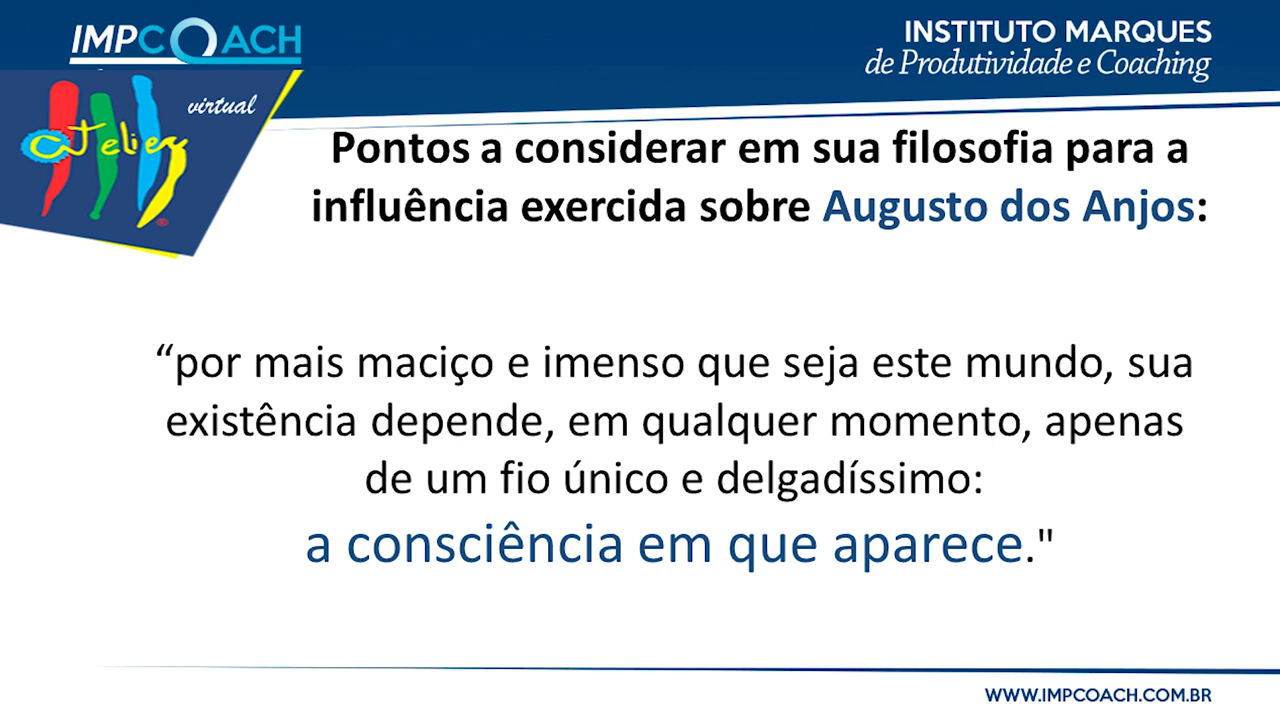 IMPCOACH
INSTITUTO MARQUES
de Produtividade e Coaching
virtual
atelier
Pontos a considerar em sua filosofia para a
influência exercida sobre Augusto dos Anjos:
“por mais maciço e imenso que seja este mundo, sua
existência depende, em qualquer momento, apenas
de um fio único e delgadíssimo:
a consciência em que aparece."
WWW.IMPCOACH.COM.BR